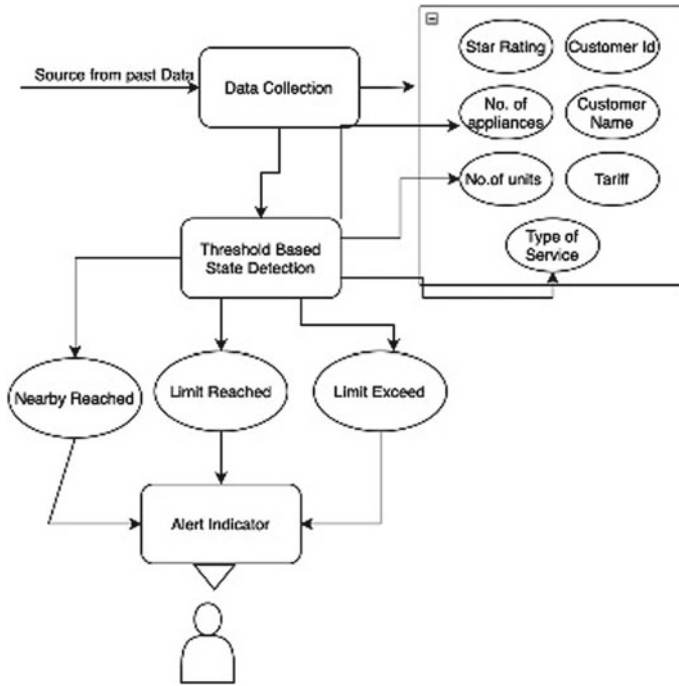 Source from past Data
Data Collection
Star Rating
Customer Id
No. of
appliances
Customer
Name
No.of units
Tariff
Type of
Service
Threshold Based
State Detection
Nearby Reached
Limit Reached
Limit Exceed
Alert Indicator